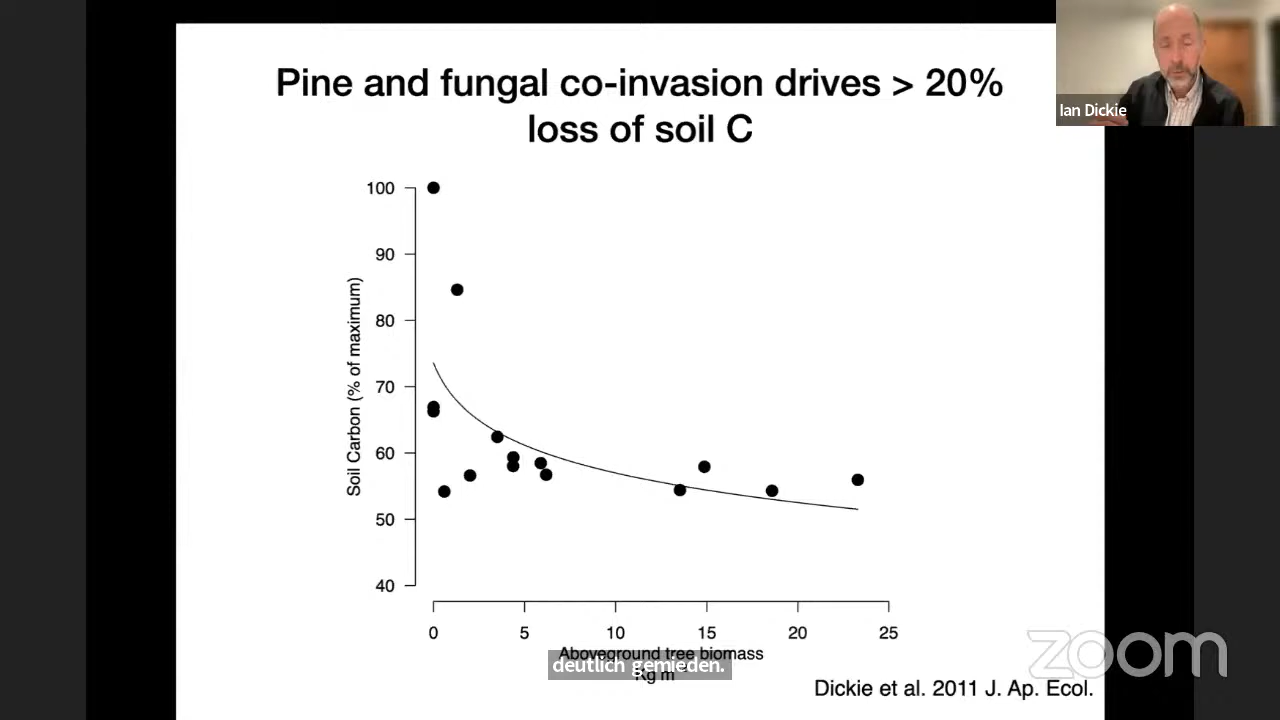 Pine and fungal co-invasion drives > 20%
loss of soil C
Ian Dickie
100
90
80
70
60
50
40
Soil Carbon (% of maximum)
0 5 10 15 20 25
Aboveground tree biomass
Kg m
deutlich gemieden.
zoom
Dickie et al. 2011 J. Ap. Ecol.